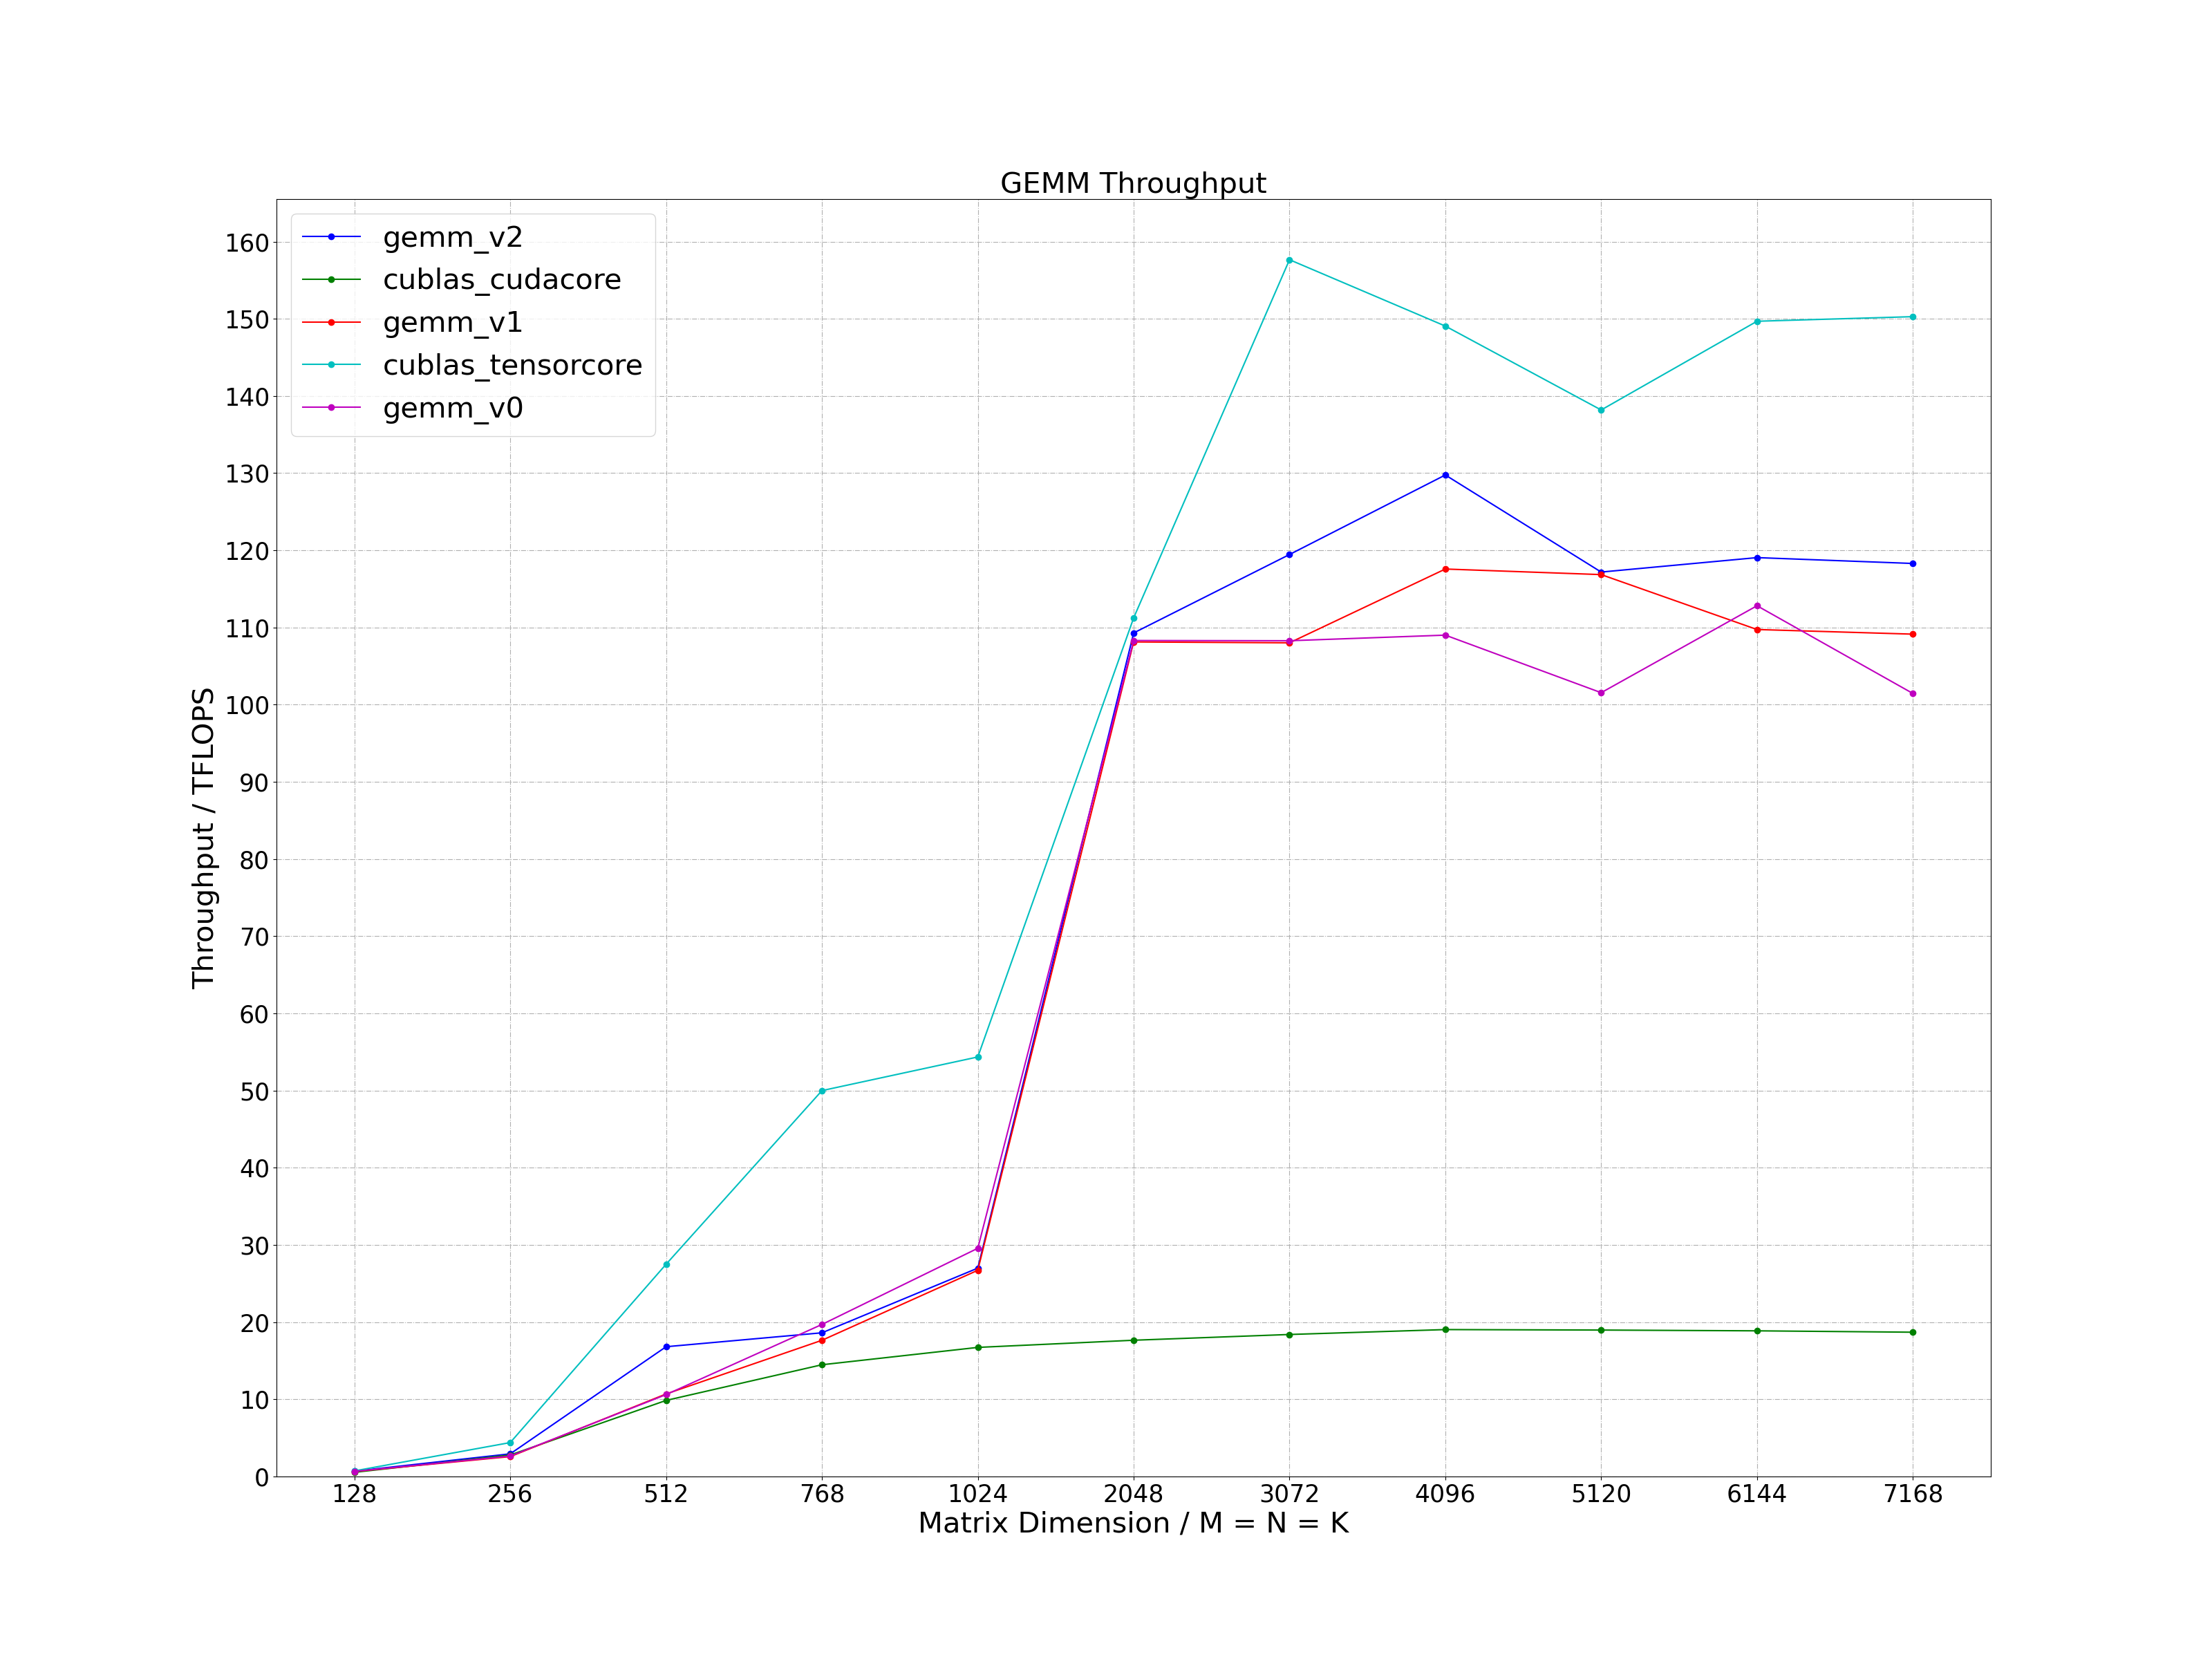 GEMM Throughput
gemm_v2
cublas_cudacore
gemm_v1
cublas_tensorcore
gemm_v0
Throughput / TFLOPS
160
150
140
130
120
110
100
90
80
70
60
50
40
30
20
10
0
128 256 512 768 1024 2048 3072 4096 5120 6144 7168
Matrix Dimension / M = N = K